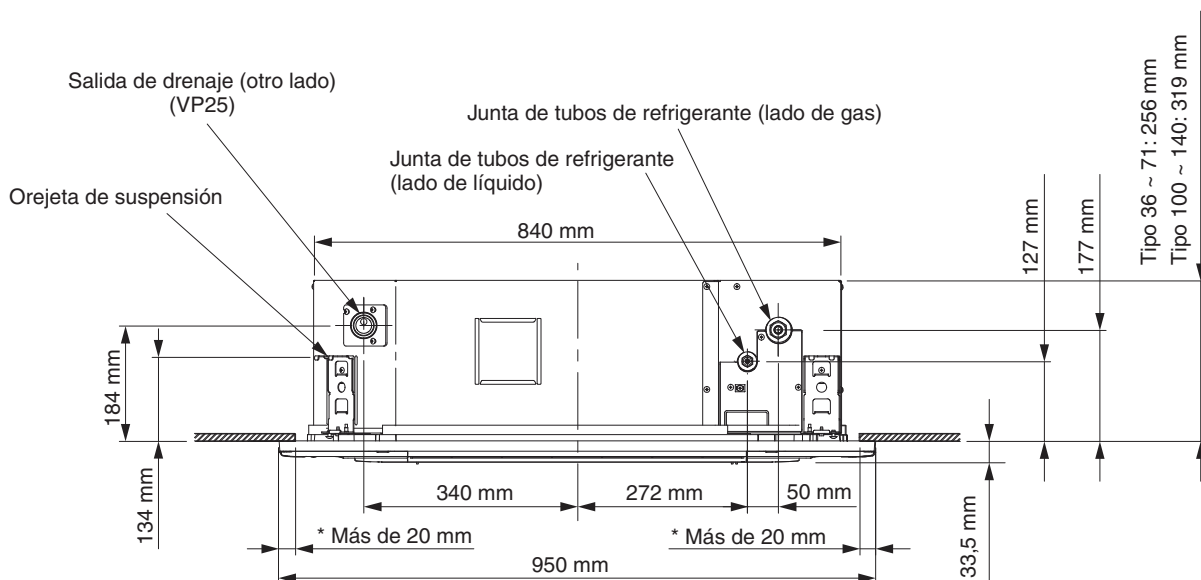 Salida de drenaje (otro lado)
(VP25)
Junta de tubos de refrigerante (lado de gas)
Junta de tubos de refrigerante
(lado de líquido)
Orejeta de suspensión
840 mm
127 mm
177 mm
Tipo 36 ~ 71: 256 mm
Tipo 100 ~ 140: 319 mm
184 mm
134 mm
340 mm
272 mm
50 mm
33,5 mm
* Más de 20 mm
* Más de 20 mm
950 mm